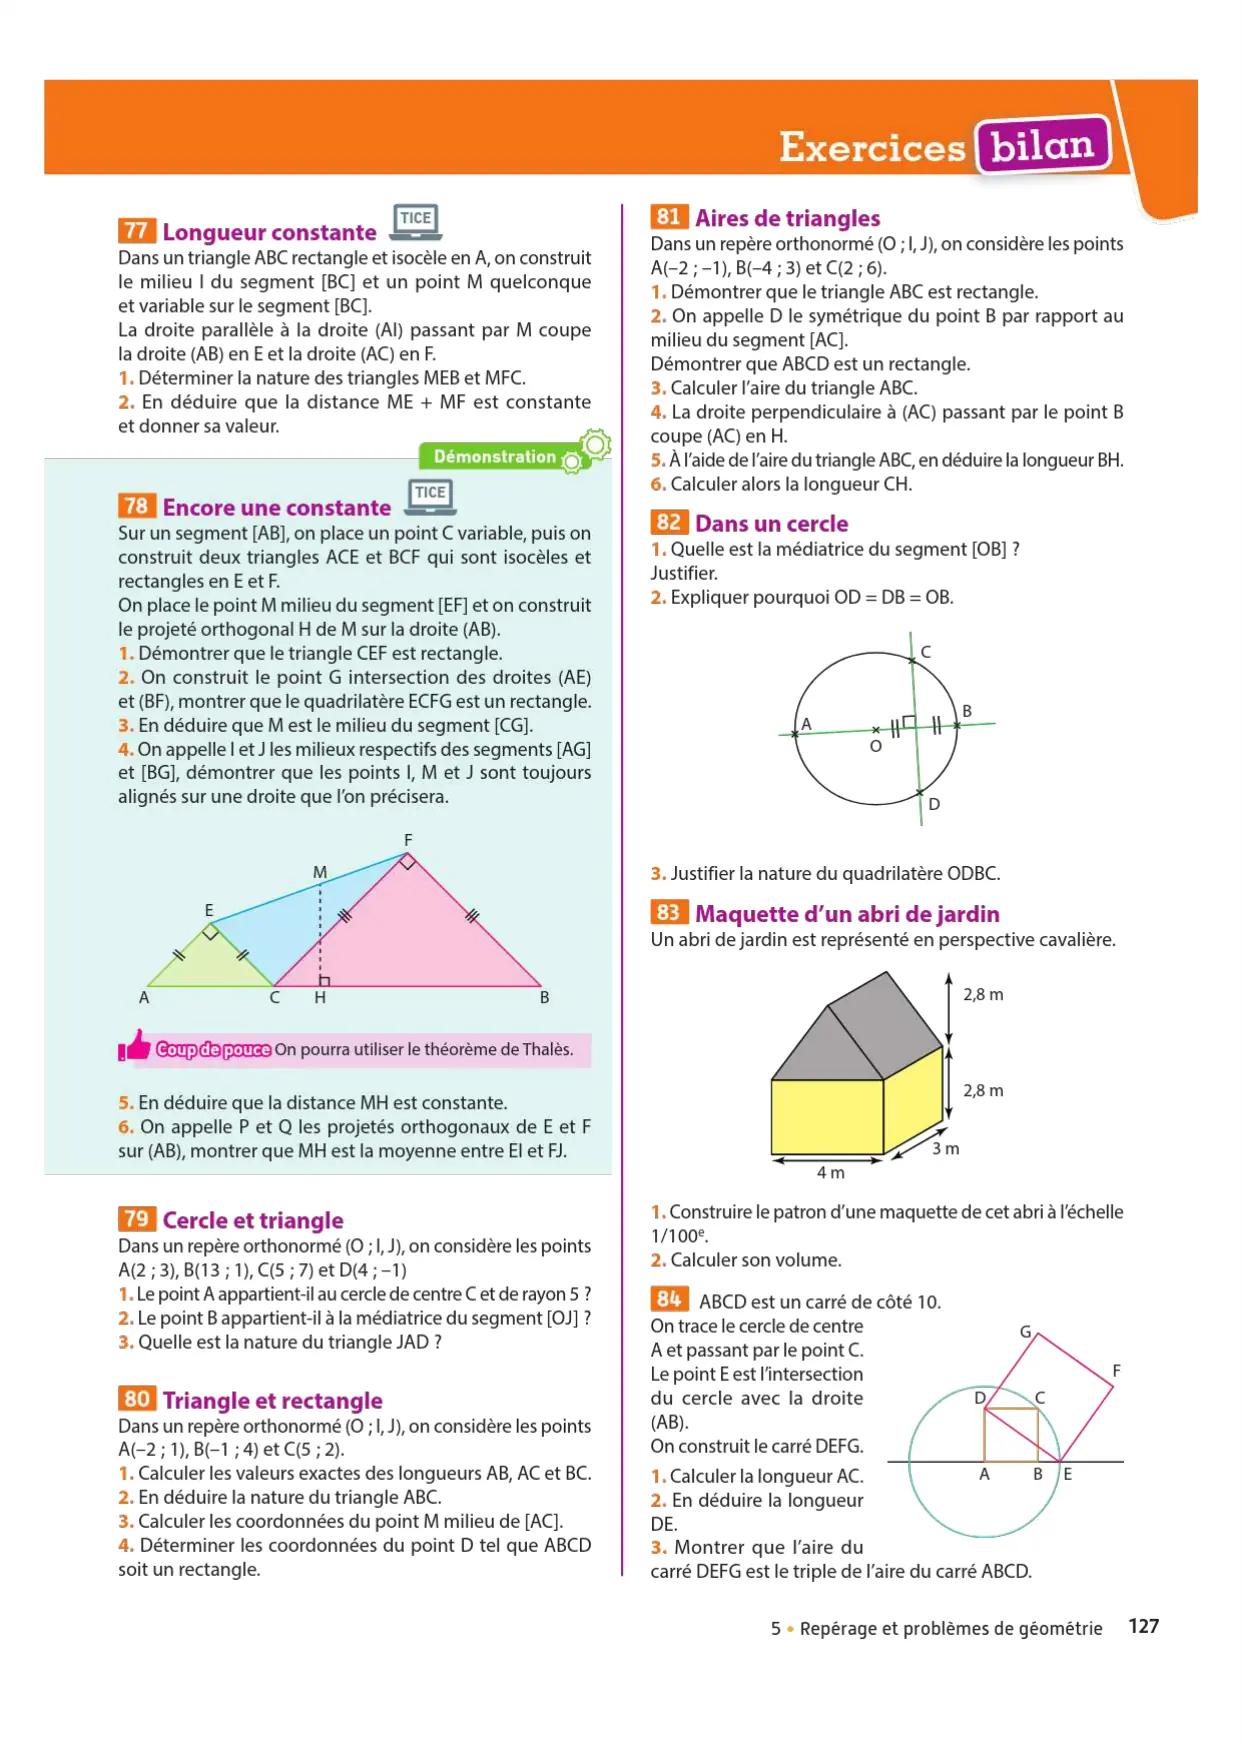 Exercices bilan
77 Longueur constante TICE
Dans un triangle ABC rectangle et isocèle en A, on construit
le milieu I du segment [BC] et un point M quelconque
et variable sur le segment [BC].
La droite parallèle à la droite (AI) passant par M coupe
la droite (AB) en E et la droite (AC) en F.
1. Déterminer la nature des triangles MEB et MFC.
2. En déduire que la distance ME + MF est constante
et donner sa valeur.
Démonstration
78 Encore une constante TICE
Sur un segment [AB], on place un point C variable, puis on
construit deux triangles ACE et BCF qui sont isocèles et
rectangles en E et F.
On place le point M milieu du segment [EF] et on construit
le projeté orthogonal H de M sur la droite (AB).
1. Démontrer que le triangle CEF est rectangle.
2. On construit le point G intersection des droites (AE)
et (BF), montrer que le quadrilatère ECFG est un rectangle.
3. En déduire que M est le milieu du segment [CG].
4. On appelle I et J les milieux respectifs des segments [AG]
et [BG], démontrer que les points I, M et J sont toujours
alignés sur une droite que l'on précisera.
F
M
E
A C H B
Coup de pouce On pourra utiliser le théorème de Thalès.
5. En déduire que la distance MH est constante.
6. On appelle P et Q les projetés orthogonaux de E et F
sur (AB), montrer que MH est la moyenne entre EI et FJ.
79 Cercle et triangle
Dans un repère orthonormé (O ; I, J), on considère les points
A(2 ; 3), B(13 ; 1), C(5 ; 7) et D(4 ; –1)
1. Le point A appartient-il au cercle de centre C et de rayon 5 ?
2. Le point B appartient-il à la médiatrice du segment [OJ] ?
3. Quelle est la nature du triangle JAD ?
80 Triangle et rectangle
Dans un repère orthonormé (O ; I, J), on considère les points
A(–2 ; 1), B(–1 ; 4) et C(5 ; 2).
1. Calculer les valeurs exactes des longueurs AB, AC et BC.
2. En déduire la nature du triangle ABC.
3. Calculer les coordonnées du point M milieu de [AC].
4. Déterminer les coordonnées du point D tel que ABCD
soit un rectangle.
81 Aires de triangles
Dans un repère orthonormé (O ; I, J), on considère les points
A(–2 ; –1), B(–4 ; 3) et C(2 ; 6).
1. Démontrer que le triangle ABC est rectangle.
2. On appelle D le symétrique du point B par rapport au
milieu du segment [AC].
Démontrer que ABCD est un rectangle.
3. Calculer l'aire du triangle ABC.
4. La droite perpendiculaire à (AC) passant par le point B
coupe (AC) en H.
5. À l'aide de l'aire du triangle ABC, en déduire la longueur BH.
6. Calculer alors la longueur CH.
82 Dans un cercle
1. Quelle est la médiatrice du segment [OB] ?
Justifier.
2. Expliquer pourquoi OD = DB = OB.
C
B
A
O
D
3. Justifier la nature du quadrilatère ODBC.
83 Maquette d'un abri de jardin
Un abri de jardin est représenté en perspective cavalière.
2,8 m
2,8 m
3 m
4 m
1. Construire le patron d'une maquette de cet abri à l'échelle
1/100e.
2. Calculer son volume.
84 ABCD est un carré de côté 10.
On trace le cercle de centre
A et passant par le point C.
Le point E est l'intersection
du cercle avec la droite
(AB).
On construit le carré DEFG.
1. Calculer la longueur AC.
2. En déduire la longueur
DE.
3. Montrer que l'aire du
carré DEFG est le triple de l'aire du carré ABCD.
G
F
D C
A B E
5 • Repérage et problèmes de géométrie 127